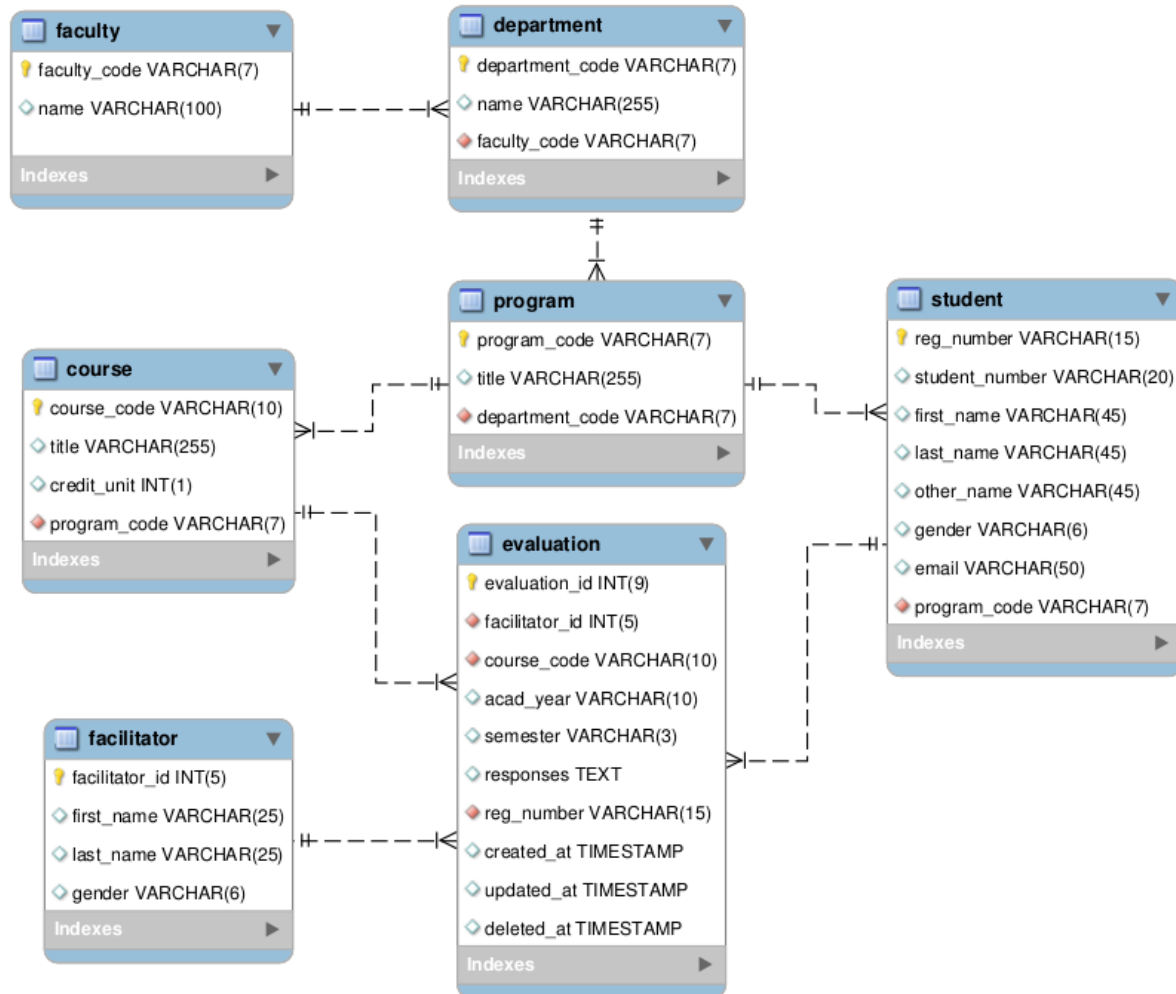 faculty
faculty_code VARCHAR(7)
name VARCHAR(100)
Indexes
department
department_code VARCHAR(7)
name VARCHAR(255)
faculty_code VARCHAR(7)
Indexes
program
program_code VARCHAR(7)
title VARCHAR(255)
department_code VARCHAR(7)
Indexes
student
reg_number VARCHAR(15)
student_number VARCHAR(20)
first_name VARCHAR(45)
last_name VARCHAR(45)
other_name VARCHAR(45)
gender VARCHAR(6)
email VARCHAR(50)
program_code VARCHAR(7)
Indexes
course
course_code VARCHAR(10)
title VARCHAR(255)
credit_unit INT(1)
program_code VARCHAR(7)
Indexes
evaluation
evaluation_id INT(9)
facilitator_id INT(5)
course_code VARCHAR(10)
acad_year VARCHAR(10)
semester VARCHAR(3)
responses TEXT
reg_number VARCHAR(15)
created_at TIMESTAMP
updated_at TIMESTAMP
deleted_at TIMESTAMP
Indexes
facilitator
facilitator_id INT(5)
first_name VARCHAR(25)
last_name VARCHAR(25)
gender VARCHAR(6)
Indexes